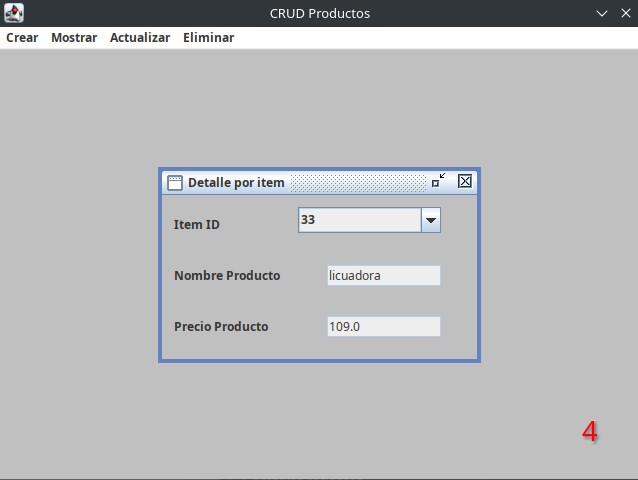 CRUD Productos
Crear Mostrar Actualizar Eliminar
Detalle por item
Item ID 33
Nombre Producto licuadora
Precio Producto 109.0
4